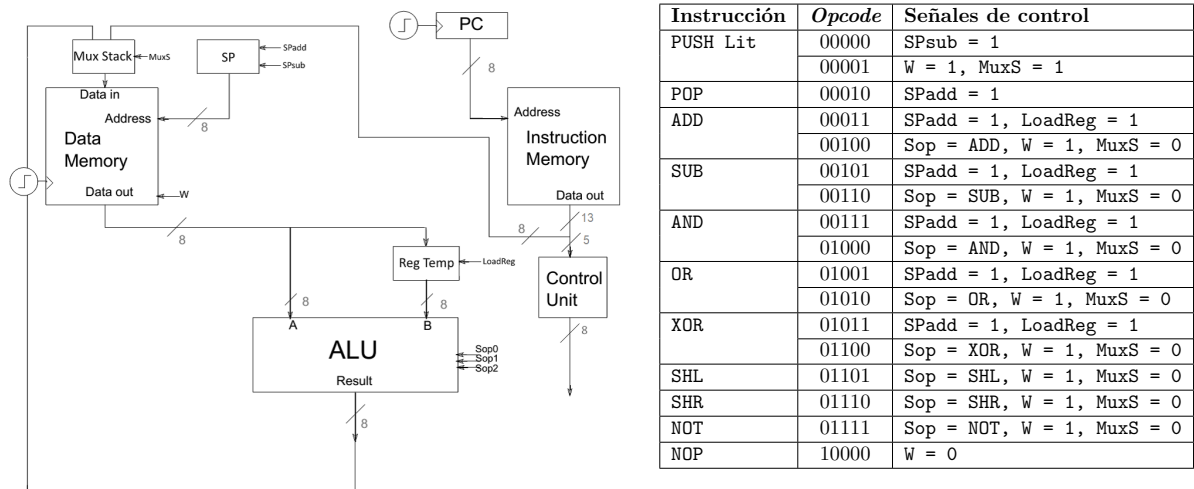 PC
8
Mux Stack
MuxS
SP
SPadd
SPsub
Data in
Address
8
Data
Memory
Data out
W
8
Address
Instruction
Memory
Data out
13
8
5
Reg Temp
LoadReg
Control
Unit
8
8
8
A
B
ALU
Result
Sop0
Sop1
Sop2
8
Instrucción Opcode Señales de control
PUSH Lit 00000 SPsub = 1
00001 W = 1, MuxS = 1
POP 00010 SPadd = 1
ADD 00011 SPadd = 1, LoadReg = 1
00100 Sop = ADD, W = 1, MuxS = 0
SUB 00101 SPadd = 1, LoadReg = 1
00110 Sop = SUB, W = 1, MuxS = 0
AND 00111 SPadd = 1, LoadReg = 1
01000 Sop = AND, W = 1, MuxS = 0
OR 01001 SPadd = 1, LoadReg = 1
01010 Sop = OR, W = 1, MuxS = 0
XOR 01011 SPadd = 1, LoadReg = 1
01100 Sop = XOR, W = 1, MuxS = 0
SHL 01101 Sop = SHL, W = 1, MuxS = 0
SHR 01110 Sop = SHR, W = 1, MuxS = 0
NOT 01111 Sop = NOT, W = 1, MuxS = 0
NOP 10000 W = 0